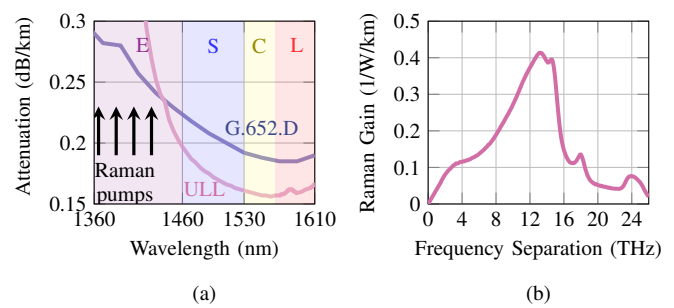 0.3
0.25
0.2
0.15
Attenuation (dB/km)
E
S
C
L
G.652.D
ULL
Raman
pumps
1360
1460
1530
1610
Wavelength (nm)
(a)
0.5
0.4
0.3
0.2
0.1
0
Raman Gain (1/W/km)
0
4
8
12
16
20
24
Frequency Separation (THz)
(b)